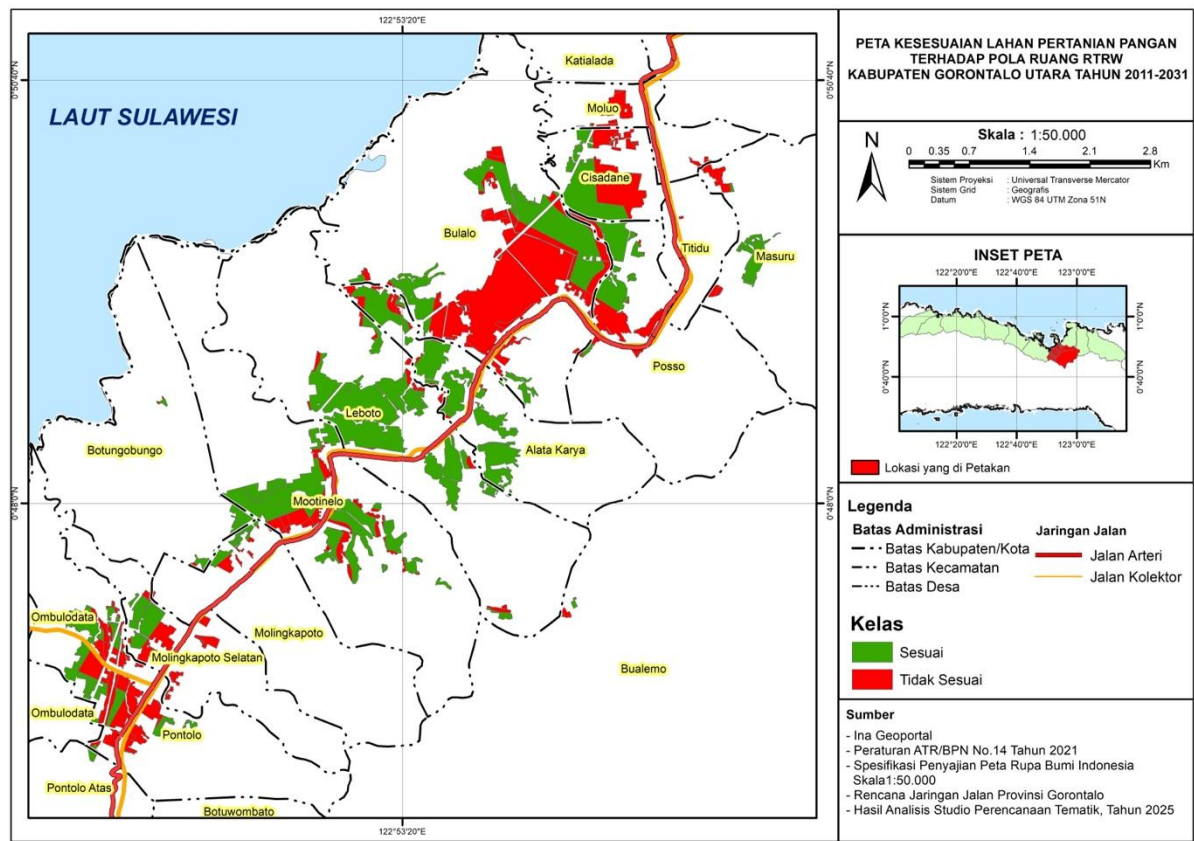 122°53'20"E
0°50'40"N
0°48'0"N
LAUT SULAWESI
Katialada
Moluo
Cisadane
Bulalo
Titidu
Masuru
Posso
Leboto
Alata Karya
Botungobungo
Mootinelo
Ombulodata
Molingkapoto
Molingkapoto Selatan
Bualemo
Ombulodata
Pontolo
Pontolo Atas
Botuwombato
122°53'20"E
0°50'40"N
0°48'0"N
PETA KESESUAIAN LAHAN PERTANIAN PANGAN
TERHADAP POLA RUANG RTRW
KABUPATEN GORONTALO UTARA TAHUN 2011-2031
N
Skala : 1:50.000
0 0.35 0.7 1.4 2.1 2.8
Km
Sistem Proyeksi : Universal Transverse Mercator
Sistem Grid : Geografis
Datum : WGS 84 UTM Zona 51N
INSET PETA
122°20'0"E 122°40'0"E 123°0'0"E
1°0'0"N 1°0'0"N
0°40'0"N 0°40'0"N
122°20'0"E 122°40'0"E 123°0'0"E
Lokasi yang di Petakan
Legenda
Batas Administrasi
Batas Kabupaten/Kota
Batas Kecamatan
Batas Desa
Jaringan Jalan
Jalan Arteri
Jalan Kolektor
Kelas
Sesuai
Tidak Sesuai
Sumber
- Ina Geoportal
- Peraturan ATR/BPN No.14 Tahun 2021
- Spesifikasi Penyajian Peta Rupa Bumi Indonesia
Skala1:50.000
- Rencana Jaringan Jalan Provinsi Gorontalo
- Hasil Analisis Studio Perencanaan Tematik, Tahun 2025